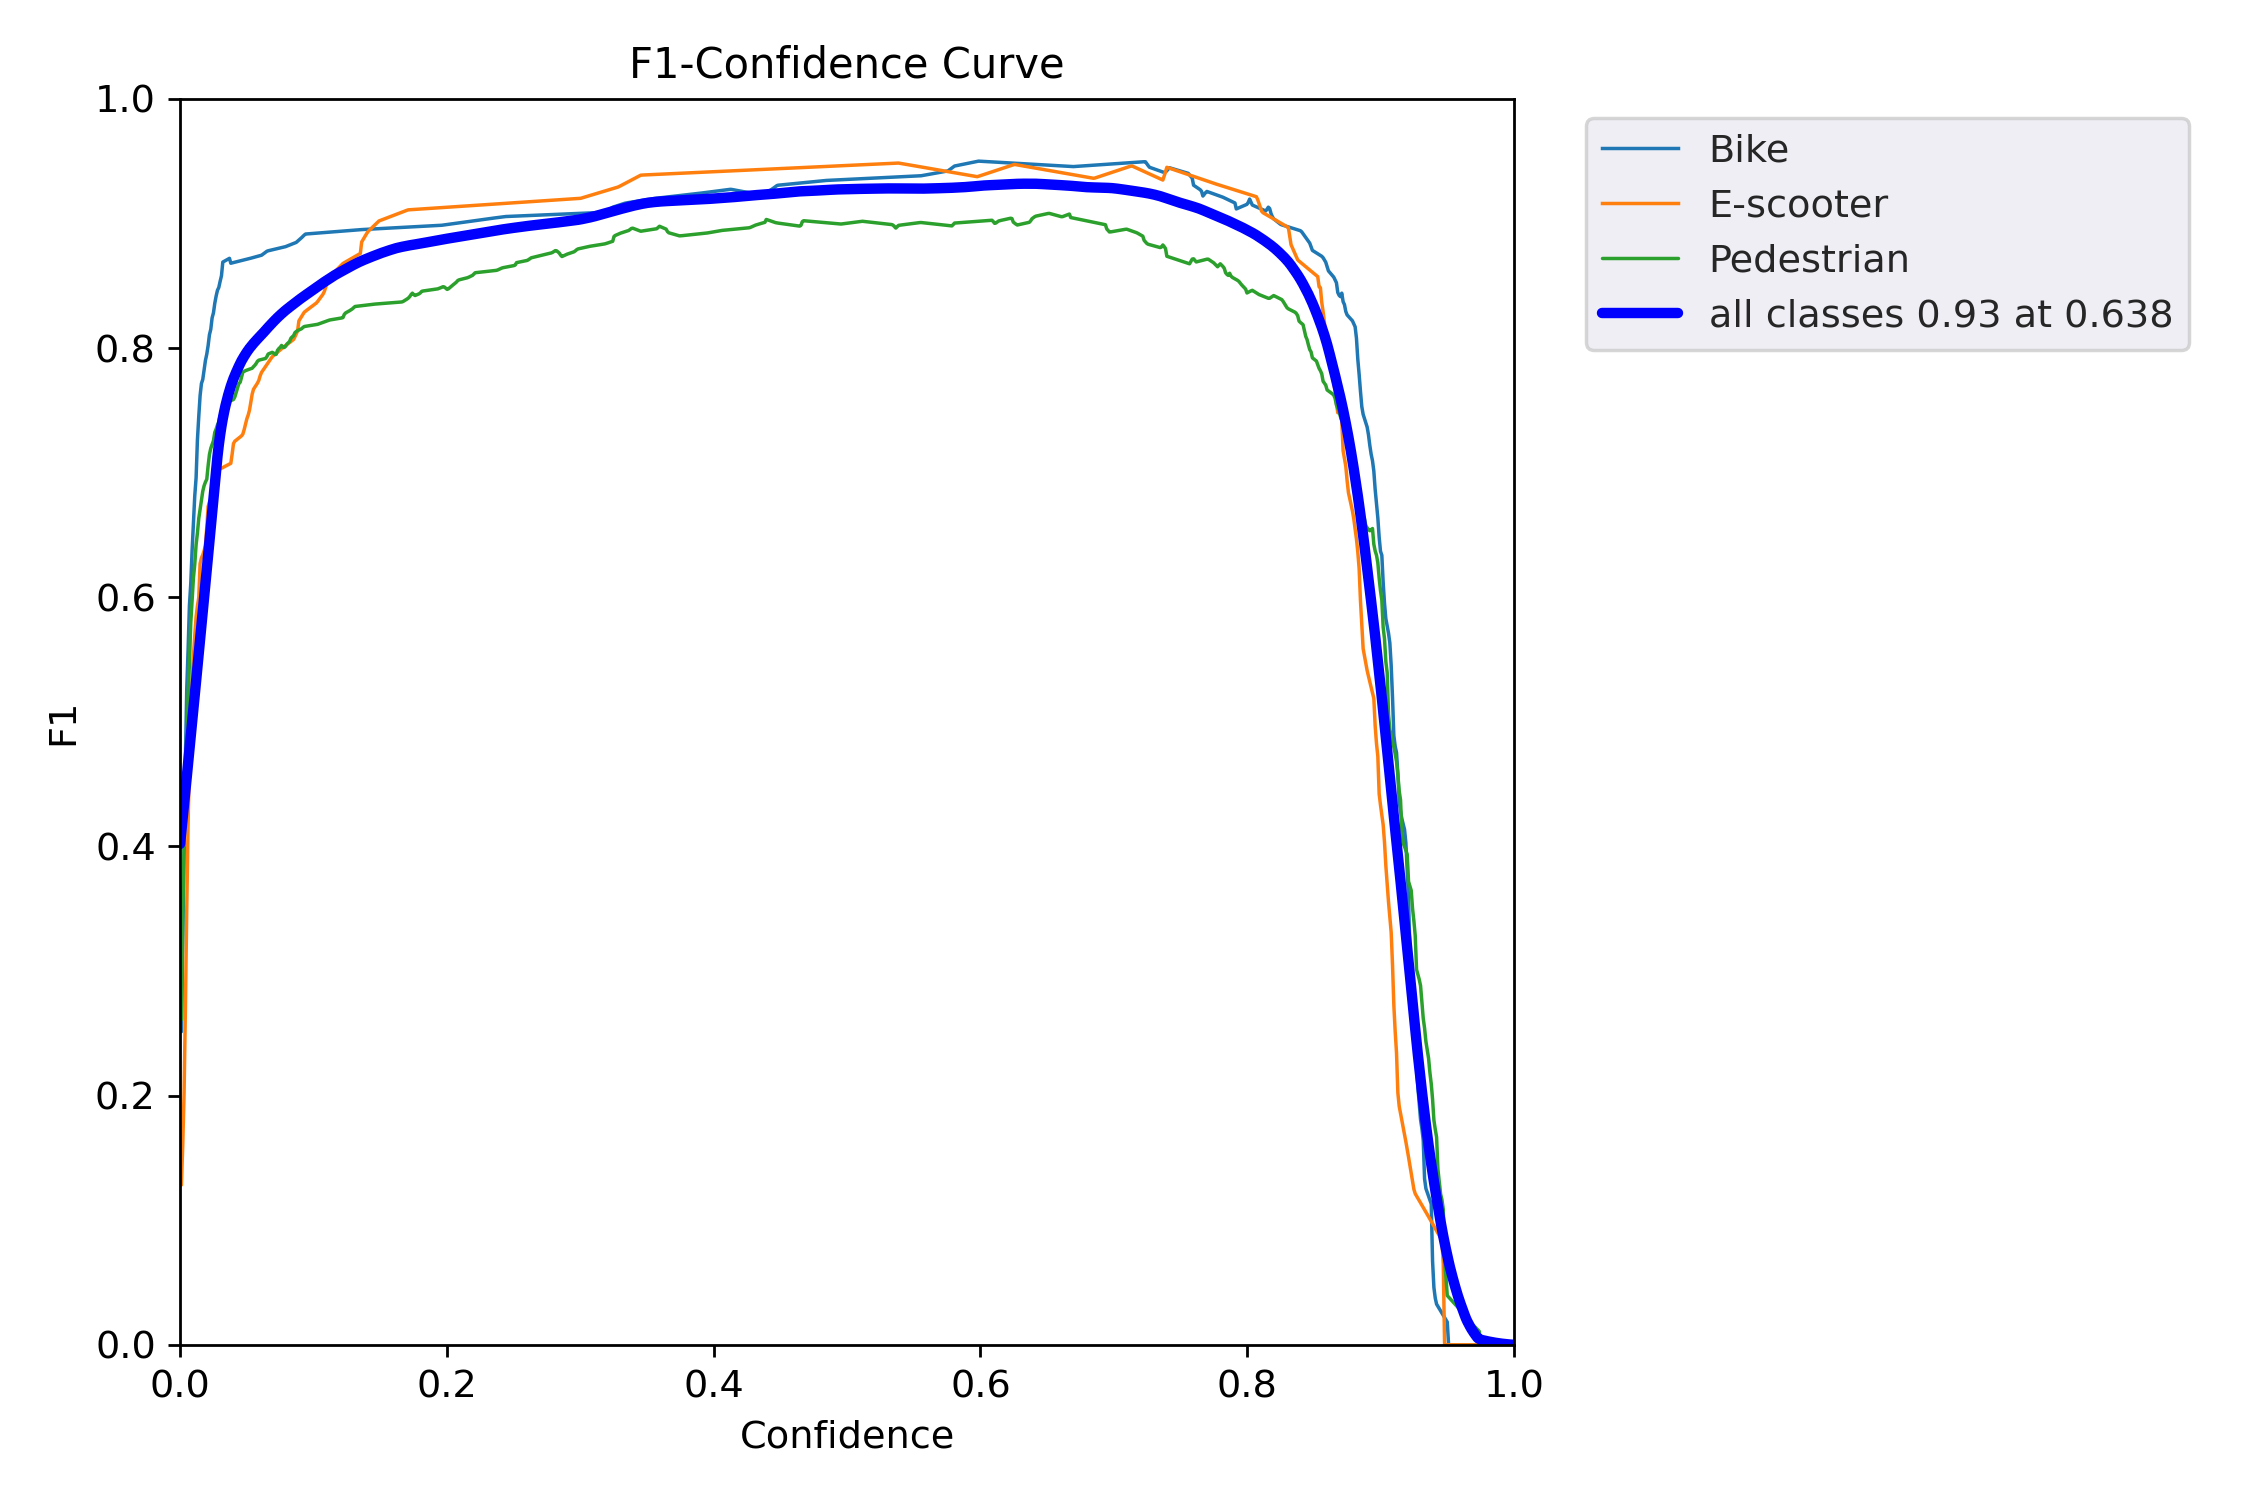 F1-Confidence Curve
1.0
0.8
0.6
0.4
0.2
0.0
F1
0.0 0.2 0.4 0.6 0.8 1.0
Confidence
Bike
E-scooter
Pedestrian
all classes 0.93 at 0.638